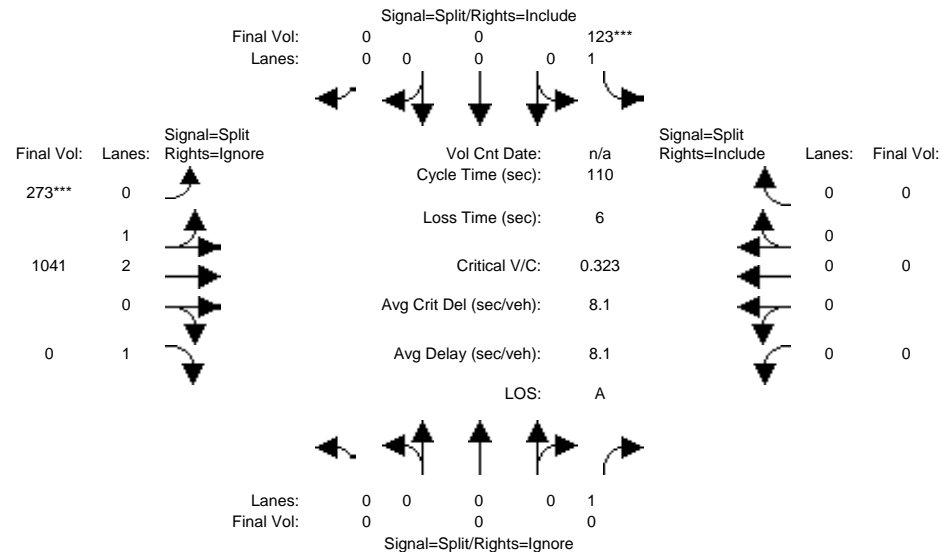 Signal=Split/Rights=Include
Final Vol: 0 0 123***
Lanes: 0 0 0 0 1
Signal=Split
Final Vol: Lanes: Rights=Ignore
Vol Cnt Date: n/a
Signal=Split
Rights=Include Lanes: Final Vol:
Cycle Time (sec): 110
273*** 0
0 0
Loss Time (sec): 6
1
0
1041 2
Critical V/C: 0.323
0 0
0
Avg Crit Del (sec/veh): 8.1
0
0 1
Avg Delay (sec/veh): 8.1
0 0
LOS: A
Lanes: 0 0 0 0 1
Final Vol: 0 0 0
Signal=Split/Rights=Ignore